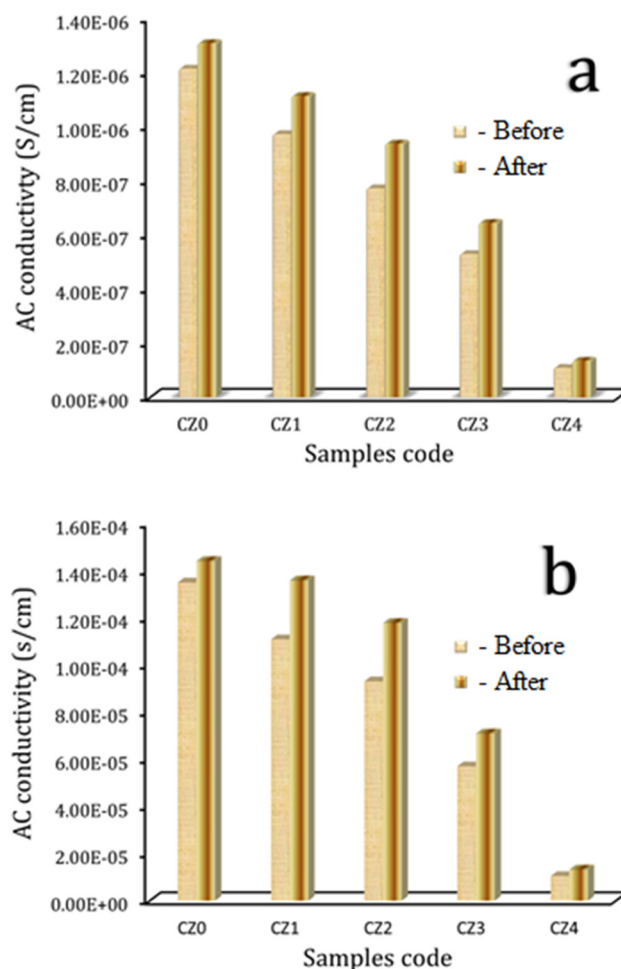 1.40E-06
1.20E-06
1.00E-06
8.00E-07
6.00E-07
4.00E-07
2.00E-07
0.00E+00
AC conductivty (S/cm)
a
- Before
- After
CZ0 CZ1 CZ2 CZ3 CZ4
Samples code
1.60E-04
1.40E-04
1.20E-04
1.00E-04
8.00E-05
6.00E-05
4.00E-05
2.00E-05
0.00E+00
AC conductivity (s/cm)
b
- Before
- After
CZ0 CZ1 CZ2 CZ3 CZ4
Samples code